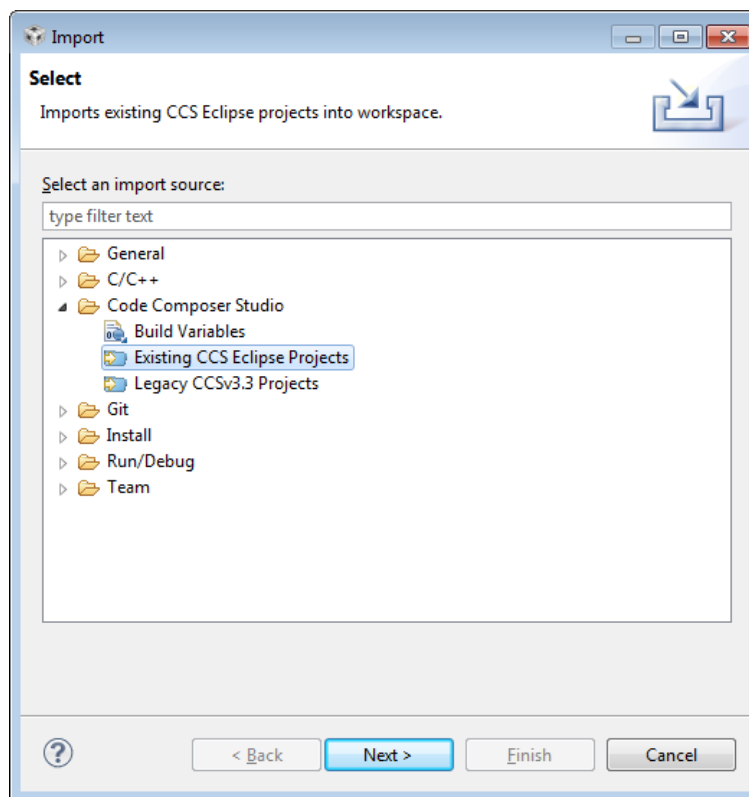 Import
Select
Imports existing CCS Eclipse projects into workspace.
Select an import source:
type filter text
General
C/C++
Code Composer Studio
Build Variables
Existing CCS Eclipse Projects
Legacy CCSv3.3 Projects
Git
Install
Run/Debug
Team
? < Back Next > Finish Cancel